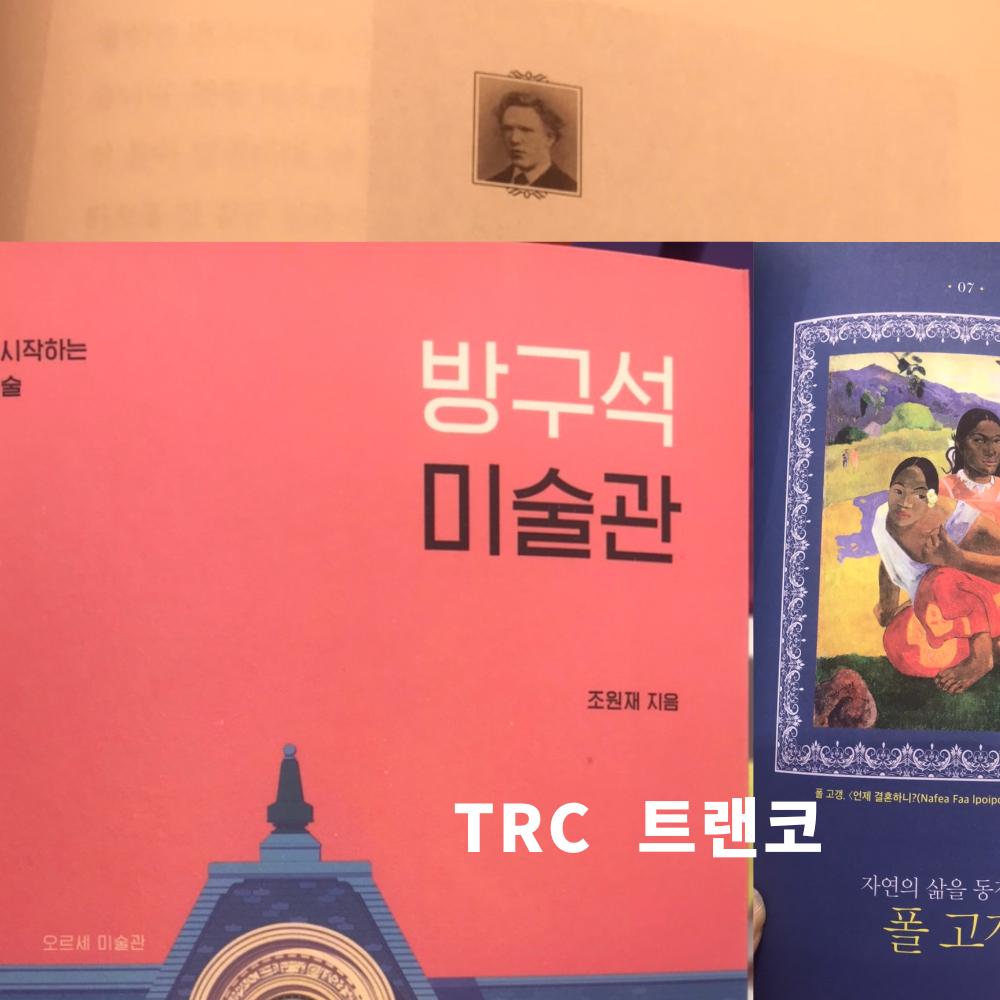 시작하는
술
방구석
미술관
조원재 지음
오르세 미술관
TRC 트랜코
· 07 ·
폴 고갱, 〈언제 결혼하니?(Nafea Faa Ipoipo
자연의 삶을
폴 고